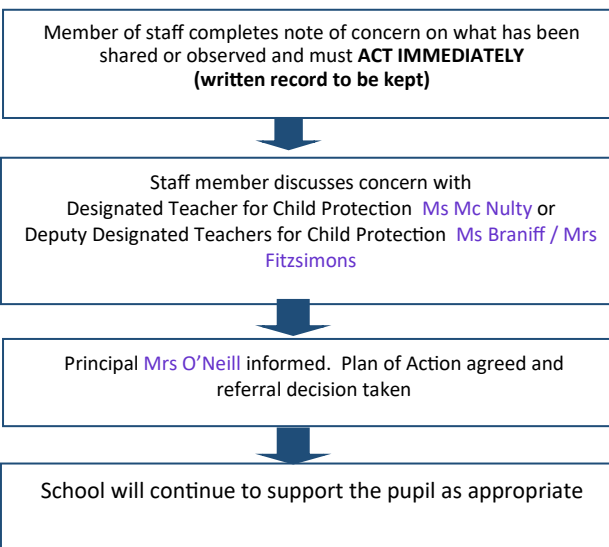 Member of staff completes note of concern on what has been
shared or observed and must ACT IMMEDIATELY
(written record to be kept)
Staff member discusses concern with
Designated Teacher for Child Protection Ms Mc Nulty or
Deputy Designated Teachers for Child Protection Ms Braniff / Mrs
Fitzsimons
Principal Mrs O’Neill informed. Plan of Action agreed and
referral decision taken
School will continue to support the pupil as appropriate